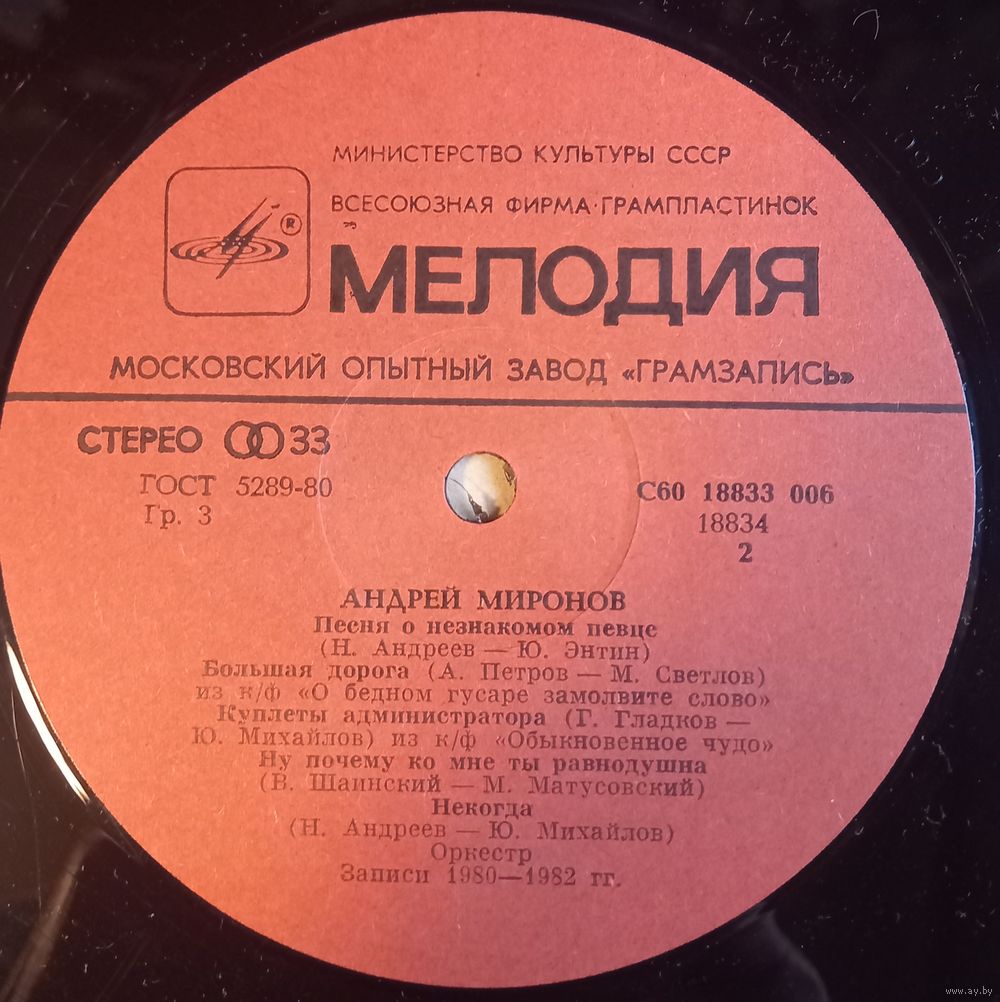 МИНИСТЕРСТВО КУЛЬТУРЫ СССР
ВСЕСОЮЗНАЯ ФИРМА·ГРАМПЛАСТИНОК
®
МЕЛОДИЯ
МОСКОВСКИЙ ОПЫТНЫЙ ЗАВОД «ГРАМЗАПИСЬ»
СТЕРЕО 33
ГОСТ 5289-80
Гр. 3
С60 18833 006
18834
2
АНДРЕЙ МИРОНОВ
Песня о незнакомом певце
(Н. Андреев — Ю. Энтин)
Большая дорога (А. Петров — М. Светлов)
из к/ф «О бедном гусаре замолвите слово»
Куплеты администратора (Г. Гладков —
Ю. Михайлов) из к/ф «Обыкновенное чудо»
Ну почему ко мне ты равнодушна
(В. Шаинский — М. Матусовский)
Некогда
(Н. Андреев — Ю. Михайлов)
Оркестр
Записи 1980—1982 гг.
www.ay.by